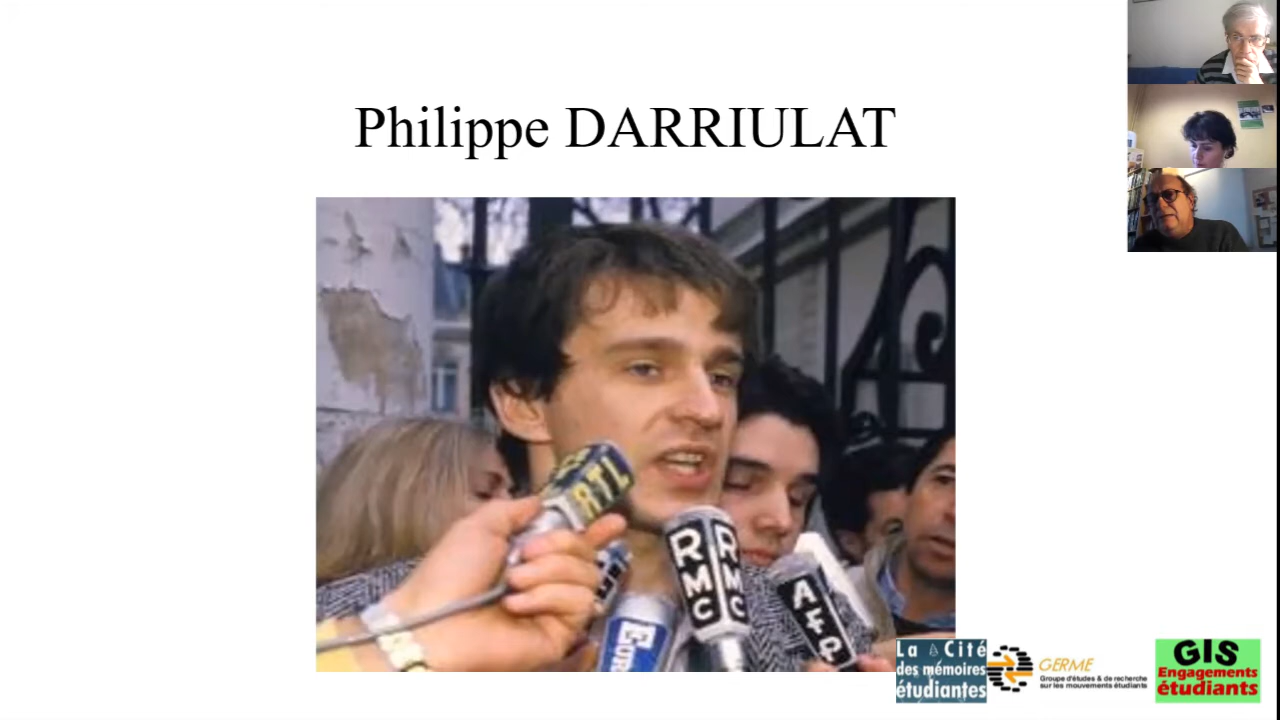 Philippe DARRIULAT
RTL
RMC
RMC
AFP
La Cité
des mémoires
étudiantes
GERME
Groupe d'études & de recherche
sur les mouvements étudiants
GIS
Engagements
étudiants